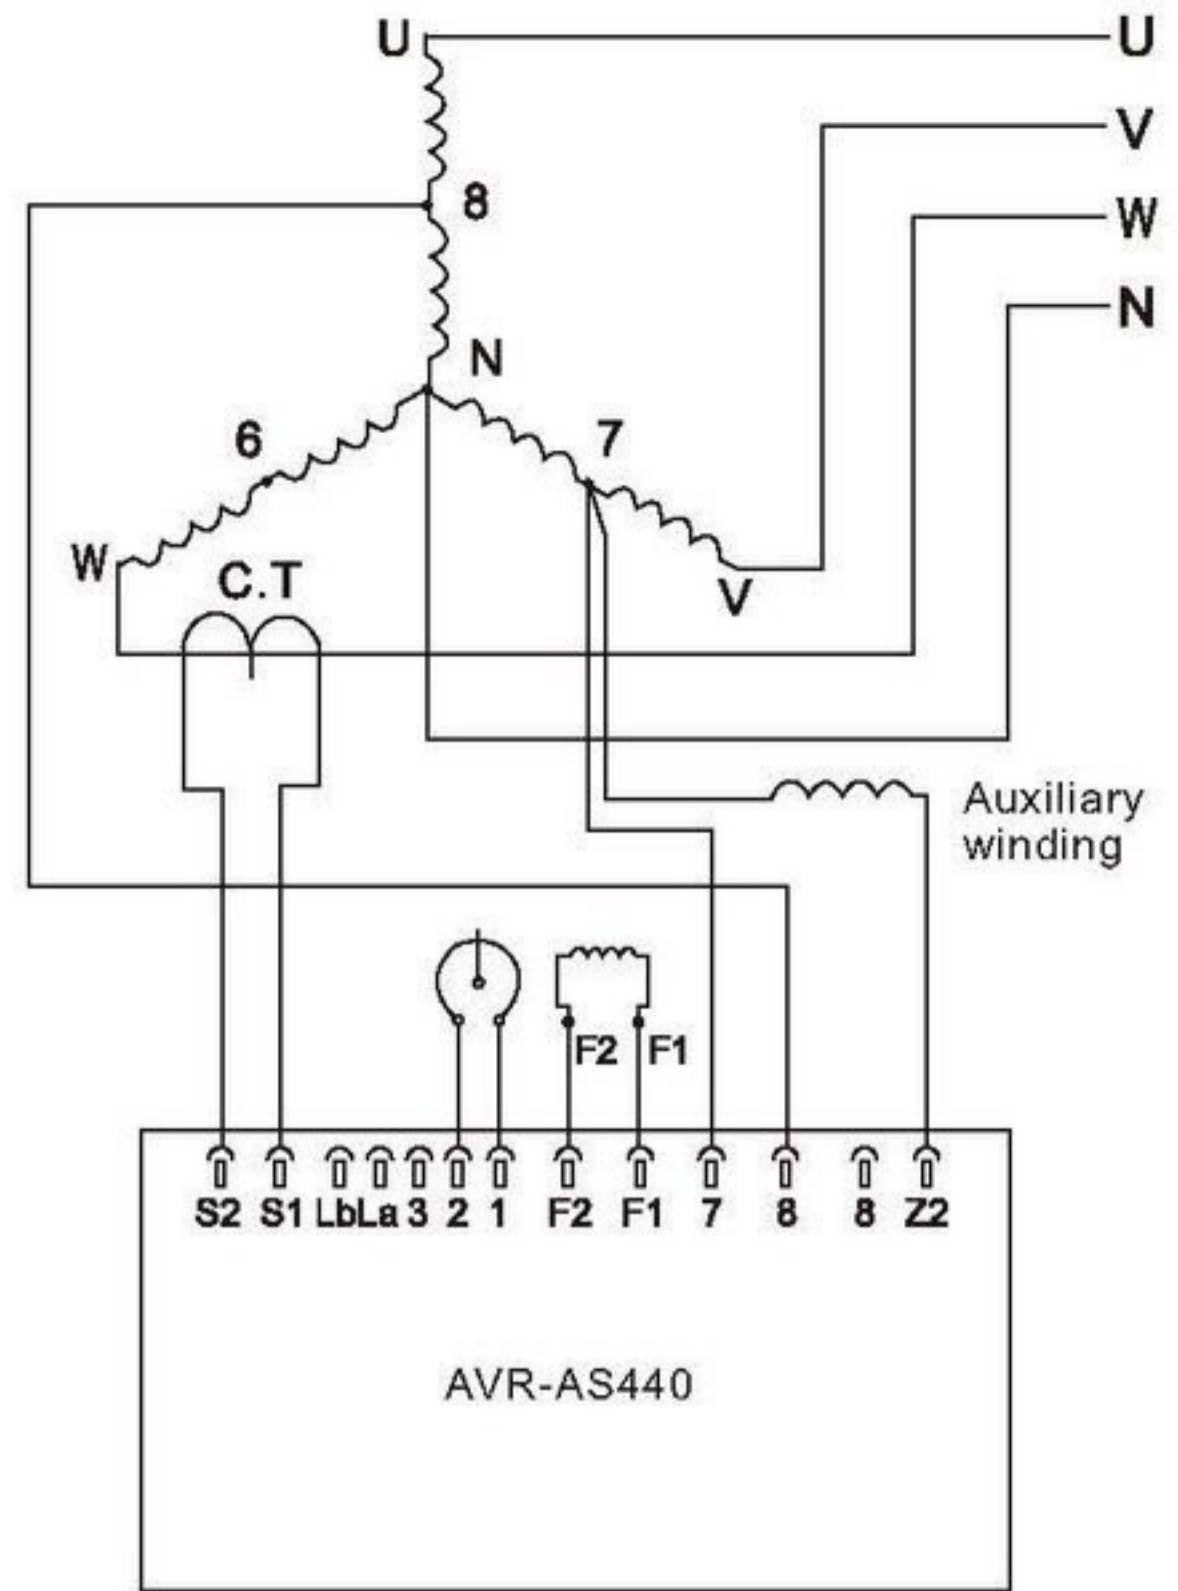 U U
V
W
8
N
N
6 7
W
C.T
V
Auxiliary
winding
F2 F1
S2 S1 Lb La 3 2 1 F2 F1 7 8 8 Z2
AVR-AS440